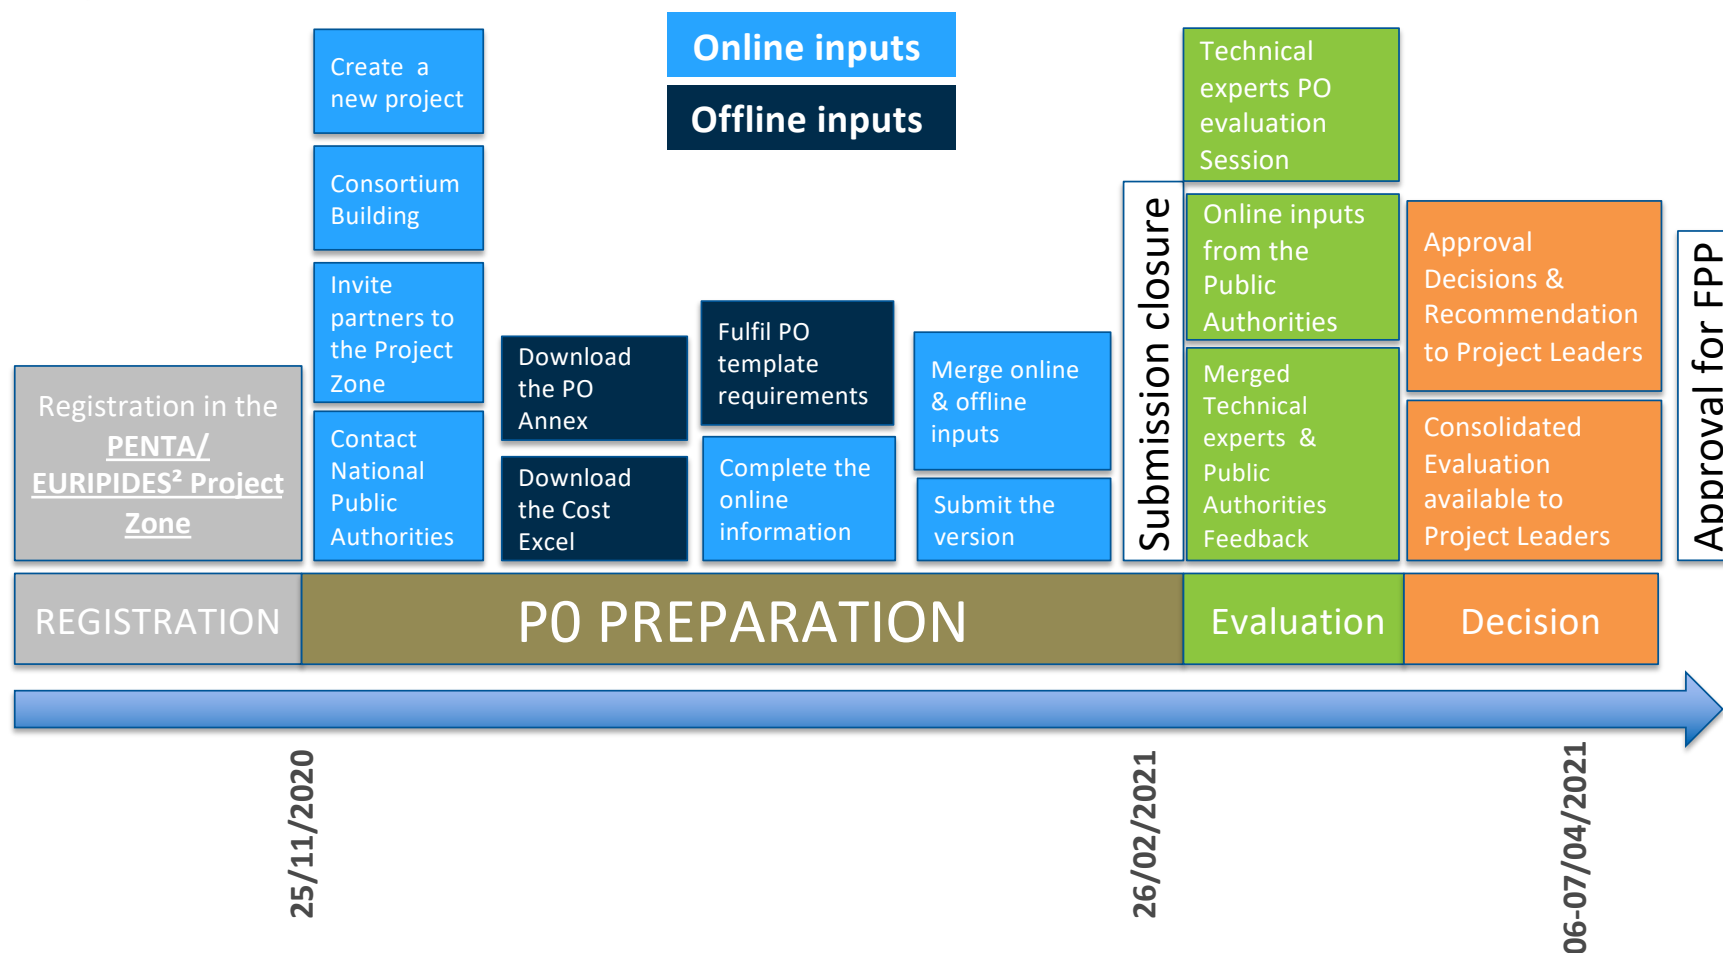 Online inputs
Offline inputs
Registration in the
PENTA/
EURIPIDES² Project
Zone
Create a
new project
Consortium
Building
Invite
partners to
the Project
Zone
Contact
National
Public
Authorities
Download
the PO
Annex
Download
the Cost
Excel
Fulfil PO
template
requirements
Complete the
online
information
Merge online
& offline
inputs
Submit the
version
Submission closure
Technical
experts PO
evaluation
Session
Online inputs
from the
Public
Authorities
Merged
Technical
experts &
Public
Authorities
Feedback
Approval
Decisions &
Recommendation
to Project Leaders
Consolidated
Evaluation
available to
Project Leaders
Approval for FPP
REGISTRATION
P0 PREPARATION
Evaluation
Decision
25/11/2020
26/02/2021
06-07/04/2021